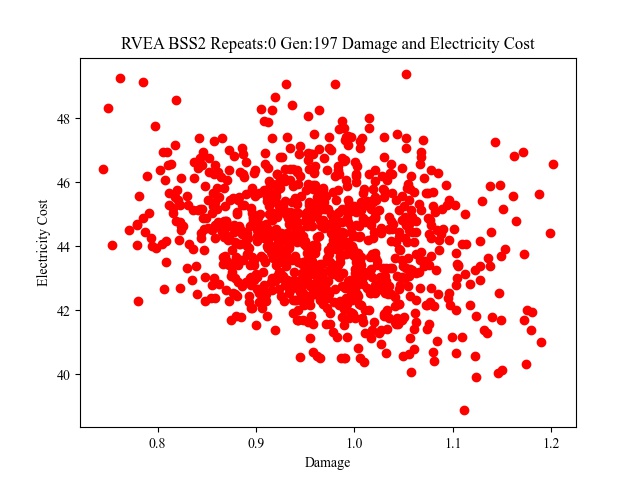 RVEA BSS2 Repeats:0 Gen:197 Damage and Electricity Cost
48
46
44
42
40
Electricity Cost
0.8 0.9 1.0 1.1 1.2
Damage